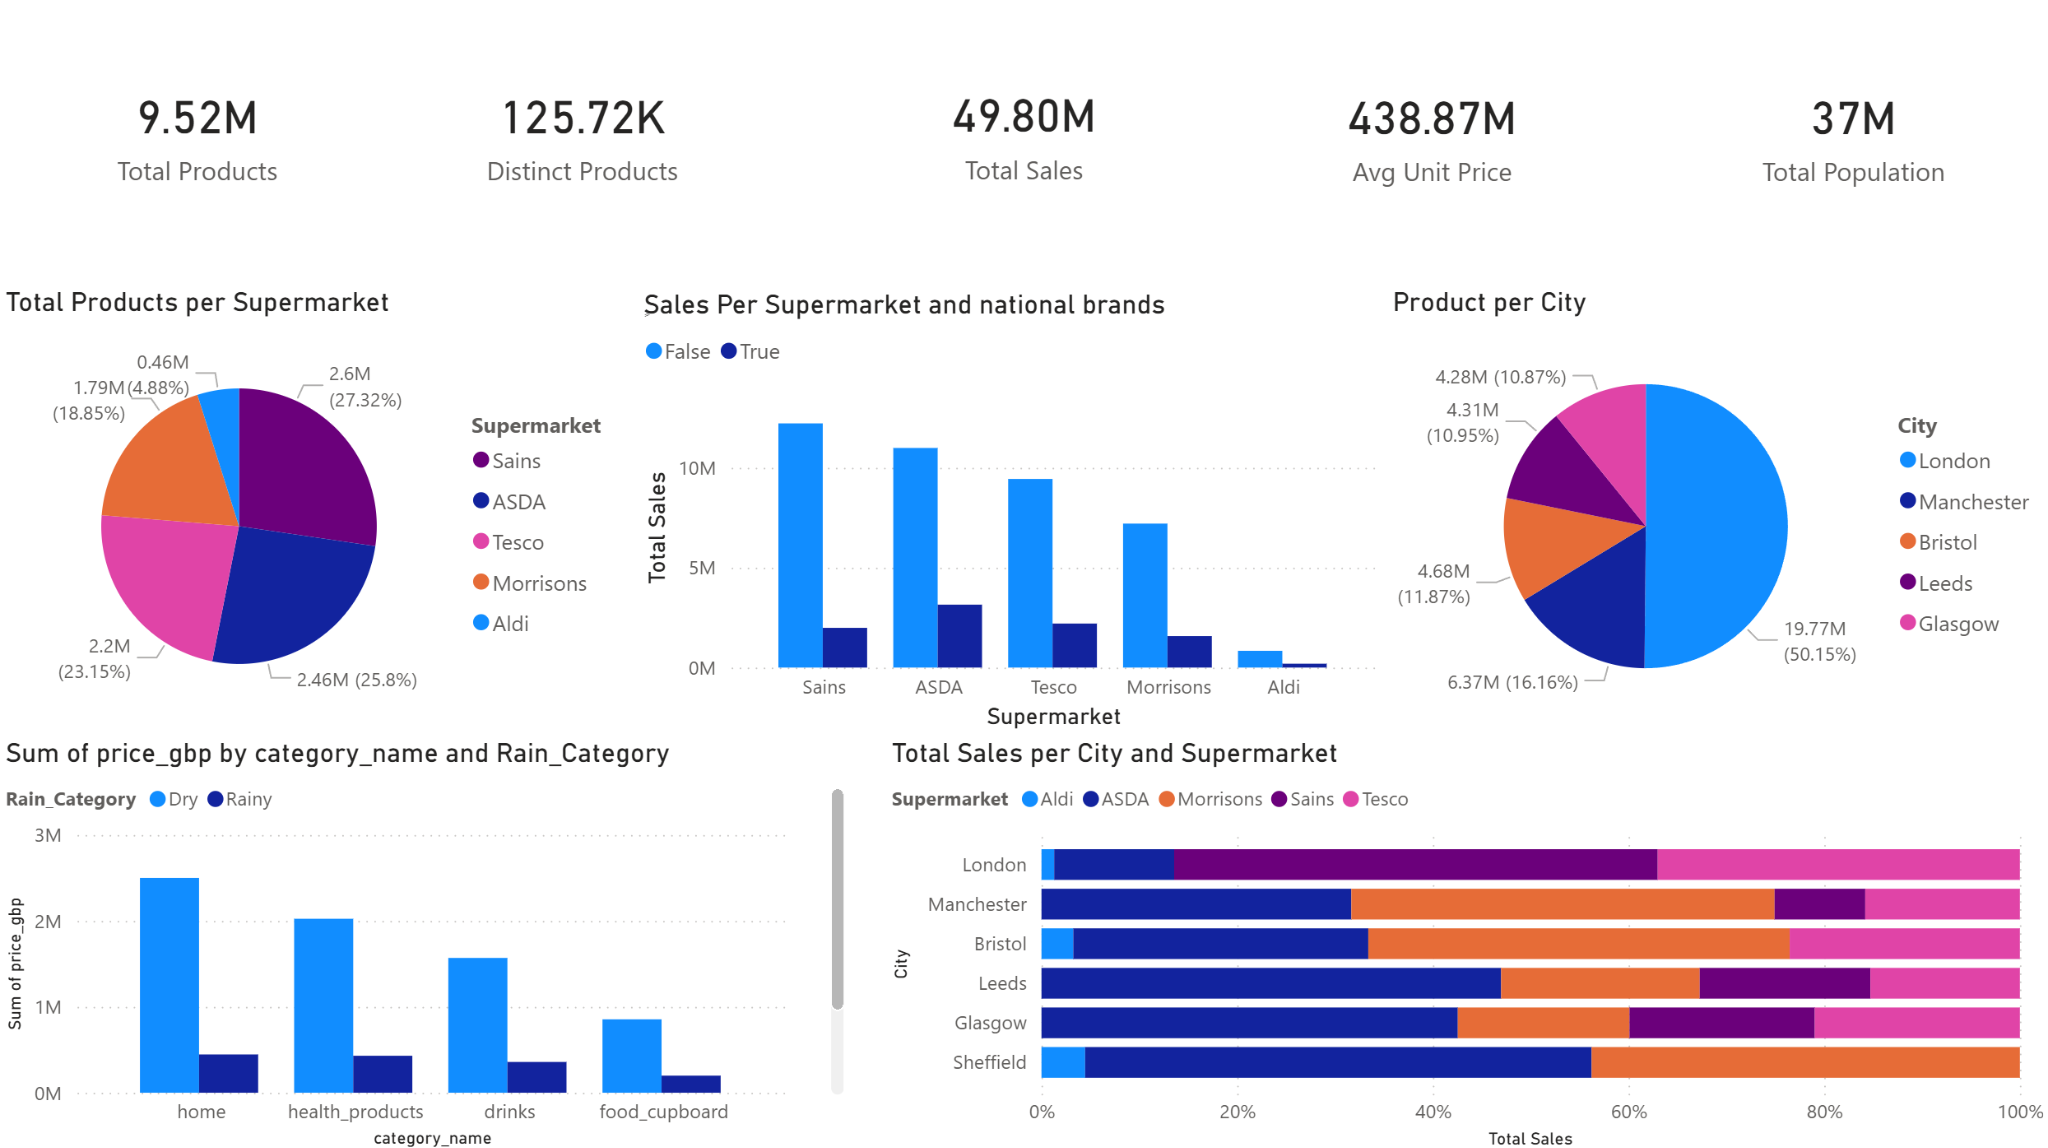 9.52M
Total Products
125.72K
Distinct Products
49.80M
Total Sales
438.87M
Avg Unit Price
37M
Total Population
Total Products per Supermarket
0.46M
(4.88%)
1.79M
(18.85%)
2.6M
(27.32%)
2.2M
(23.15%)
2.46M (25.8%)
Supermarket
Sains
ASDA
Tesco
Morrisons
Aldi
Sales Per Supermarket and national brands
False True
Total Sales
10M
5M
0M
Sains ASDA Tesco Morrisons Aldi
Supermarket
Product per City
4.28M (10.87%)
4.31M
(10.95%)
4.68M
(11.87%)
6.37M (16.16%)
19.77M
(50.15%)
City
London
Manchester
Bristol
Leeds
Glasgow
Sum of price_gbp by category_name and Rain_Category
Rain_Category Dry Rainy
Sum of price_gbp
3M
2M
1M
0M
home health_products drinks food_cupboard
category_name
Total Sales per City and Supermarket
Supermarket Aldi ASDA Morrisons Sains Tesco
City
London
Manchester
Bristol
Leeds
Glasgow
Sheffield
0% 20% 40% 60% 80% 100%
Total Sales